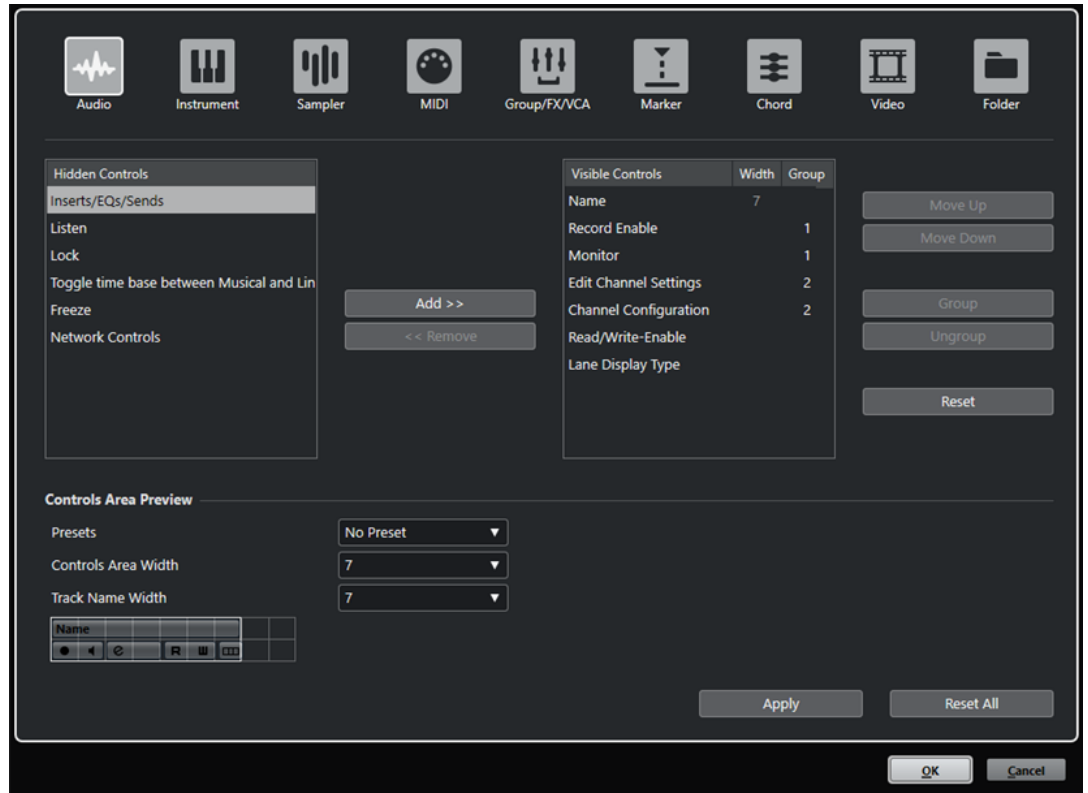 Audio Instrument Sampler MIDI Group/FX/VCA Marker Chord Video Folder
Hidden Controls
Inserts/EQs/Sends
Listen
Lock
Toggle time base between Musical and Lin
Freeze
Network Controls
Add >>
<< Remove
Visible Controls Width Group
Name 7
Record Enable 1
Monitor 1
Edit Channel Settings 2
Channel Configuration 2
Read/Write-Enable
Lane Display Type
Move Up
Move Down
Group
Ungroup
Reset
Controls Area Preview
Presets No Preset
Controls Area Width 7
Track Name Width 7
Name
e R W
Apply Reset All
OK Cancel